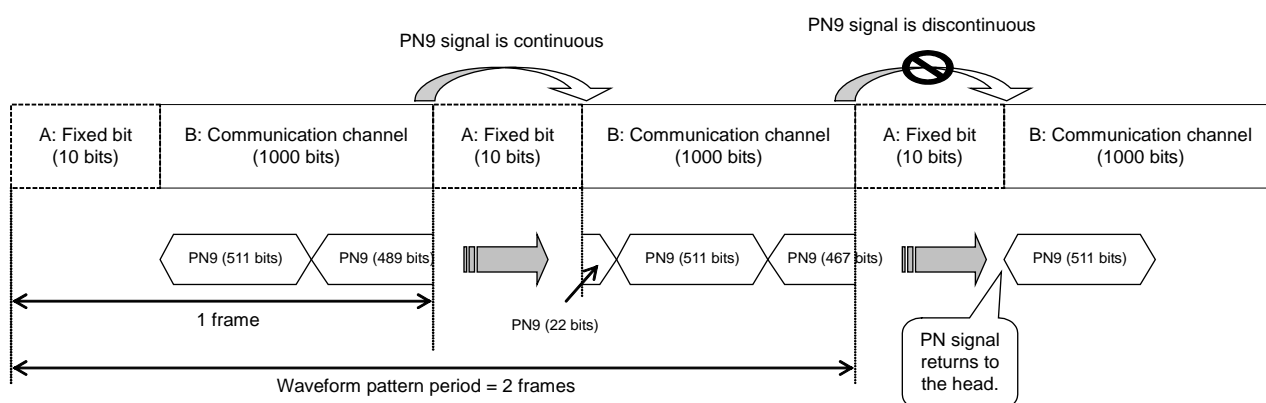 PN9 signal is continuous
PN9 signal is discontinuous
A: Fixed bit
(10 bits)
B: Communication channel
(1000 bits)
A: Fixed bit
(10 bits)
B: Communication channel
(1000 bits)
A: Fixed bit
(10 bits)
B: Communication channel
(1000 bits)
PN9 (511 bits)
PN9 (489 bits)
PN9 (511 bits)
PN9 (467 bits)
PN9 (511 bits)
1 frame
PN9 (22 bits)
PN signal
returns to
the head.
Waveform pattern period = 2 frames